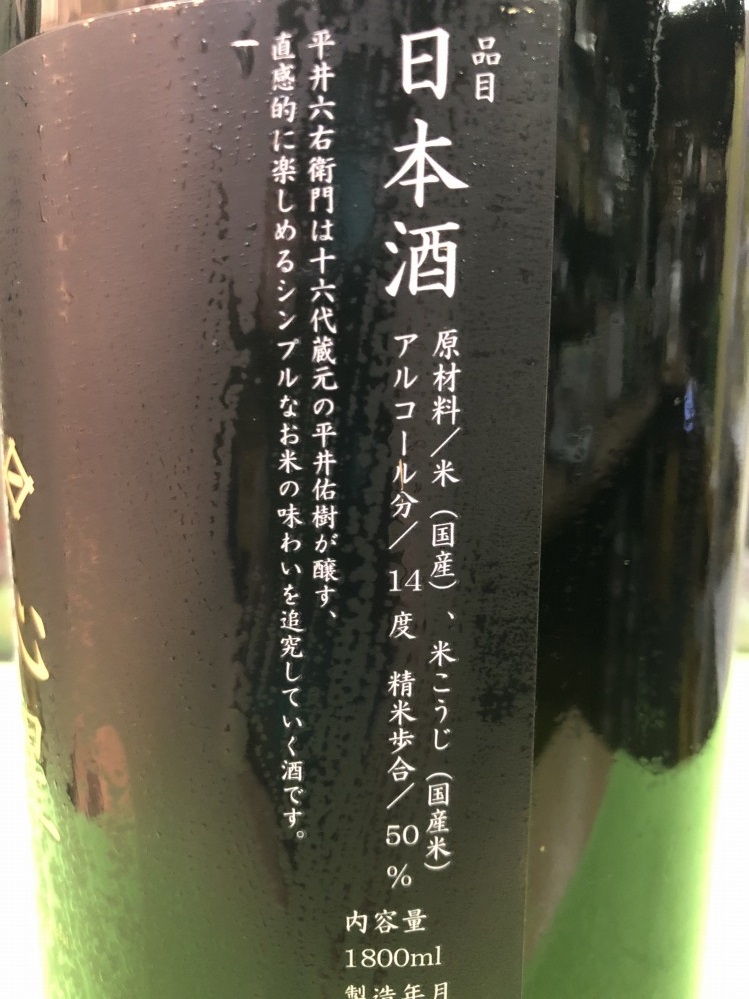 品目
日本酒
原材料／米（国産）、米こうじ（国産米）
アルコール分／14度　精米歩合／50%
内容量
1800ml
製造年月
平井六右衛門は十六代蔵元の平井佑樹が醸す、
直感的に楽しめるシンプルなお米の味わいを追究していく酒です。